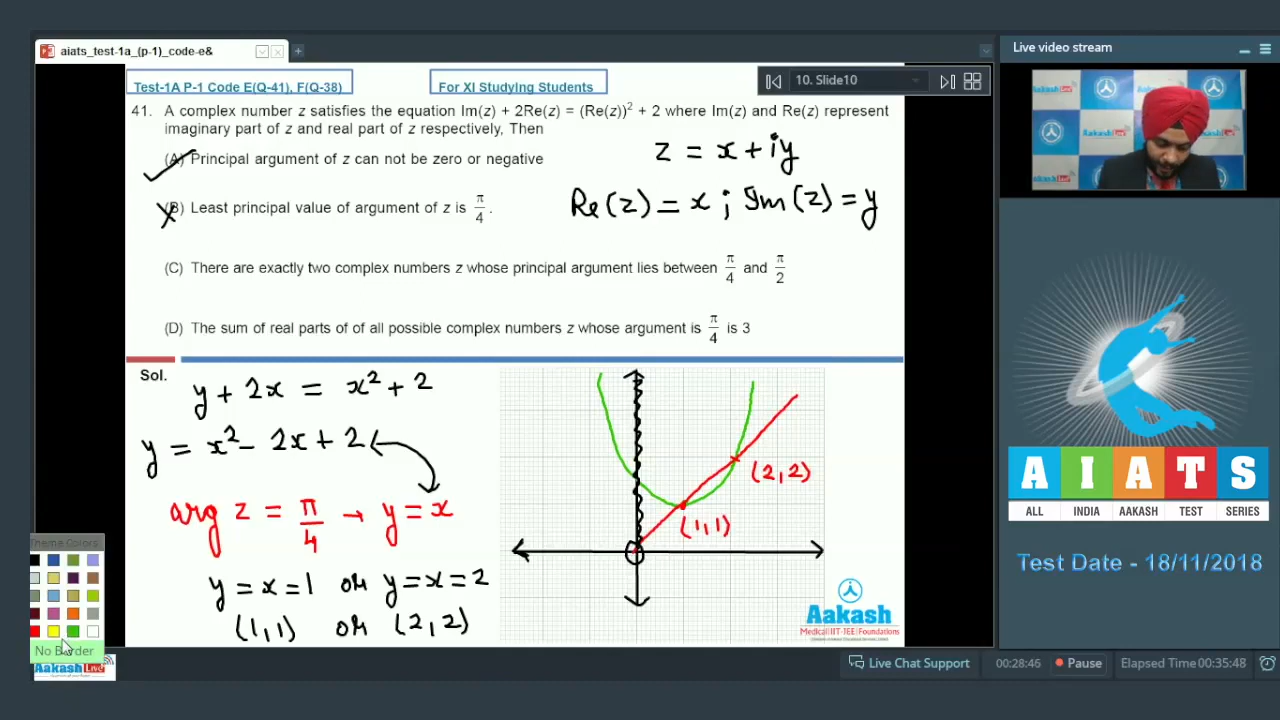 aiats_test-1a_(p-1)_code-e&
Live video stream
10. Slide10
Test-1A P-1 Code E(Q-41), F(Q-38)
For XI Studying Students
41. A complex number z satisfies the equation Im(z) + 2Re(z) = (Re(z))² + 2 where Im(z) and Re(z) represent
imaginary part of z and real part of z respectively, Then
(A) Principal argument of z can not be zero or negative
z = x + iy
(B) Least principal value of argument of z is π/4.
Re(z) = x ; Im(z) = y
(C) There are exactly two complex numbers z whose principal argument lies between π/4 and π/2
(D) The sum of real parts of of all possible complex numbers z whose argument is π/4 is 3
Sol.
y + 2x = x² + 2
y = x² - 2x + 2
arg z = π/4 → y = x
y = x = 1 or y = x = 2
(1,1) or (2,2)
(2,2)
(1,1)
Theme Colors
No Border
Aakash Live
Aakash
Medical|IIT-JEE|Foundations
A I A T S
ALL INDIA AAKASH TEST SERIES
Test Date - 18/11/2018
Live Chat Support
00:28:46
Pause
Elapsed Time 00:35:48